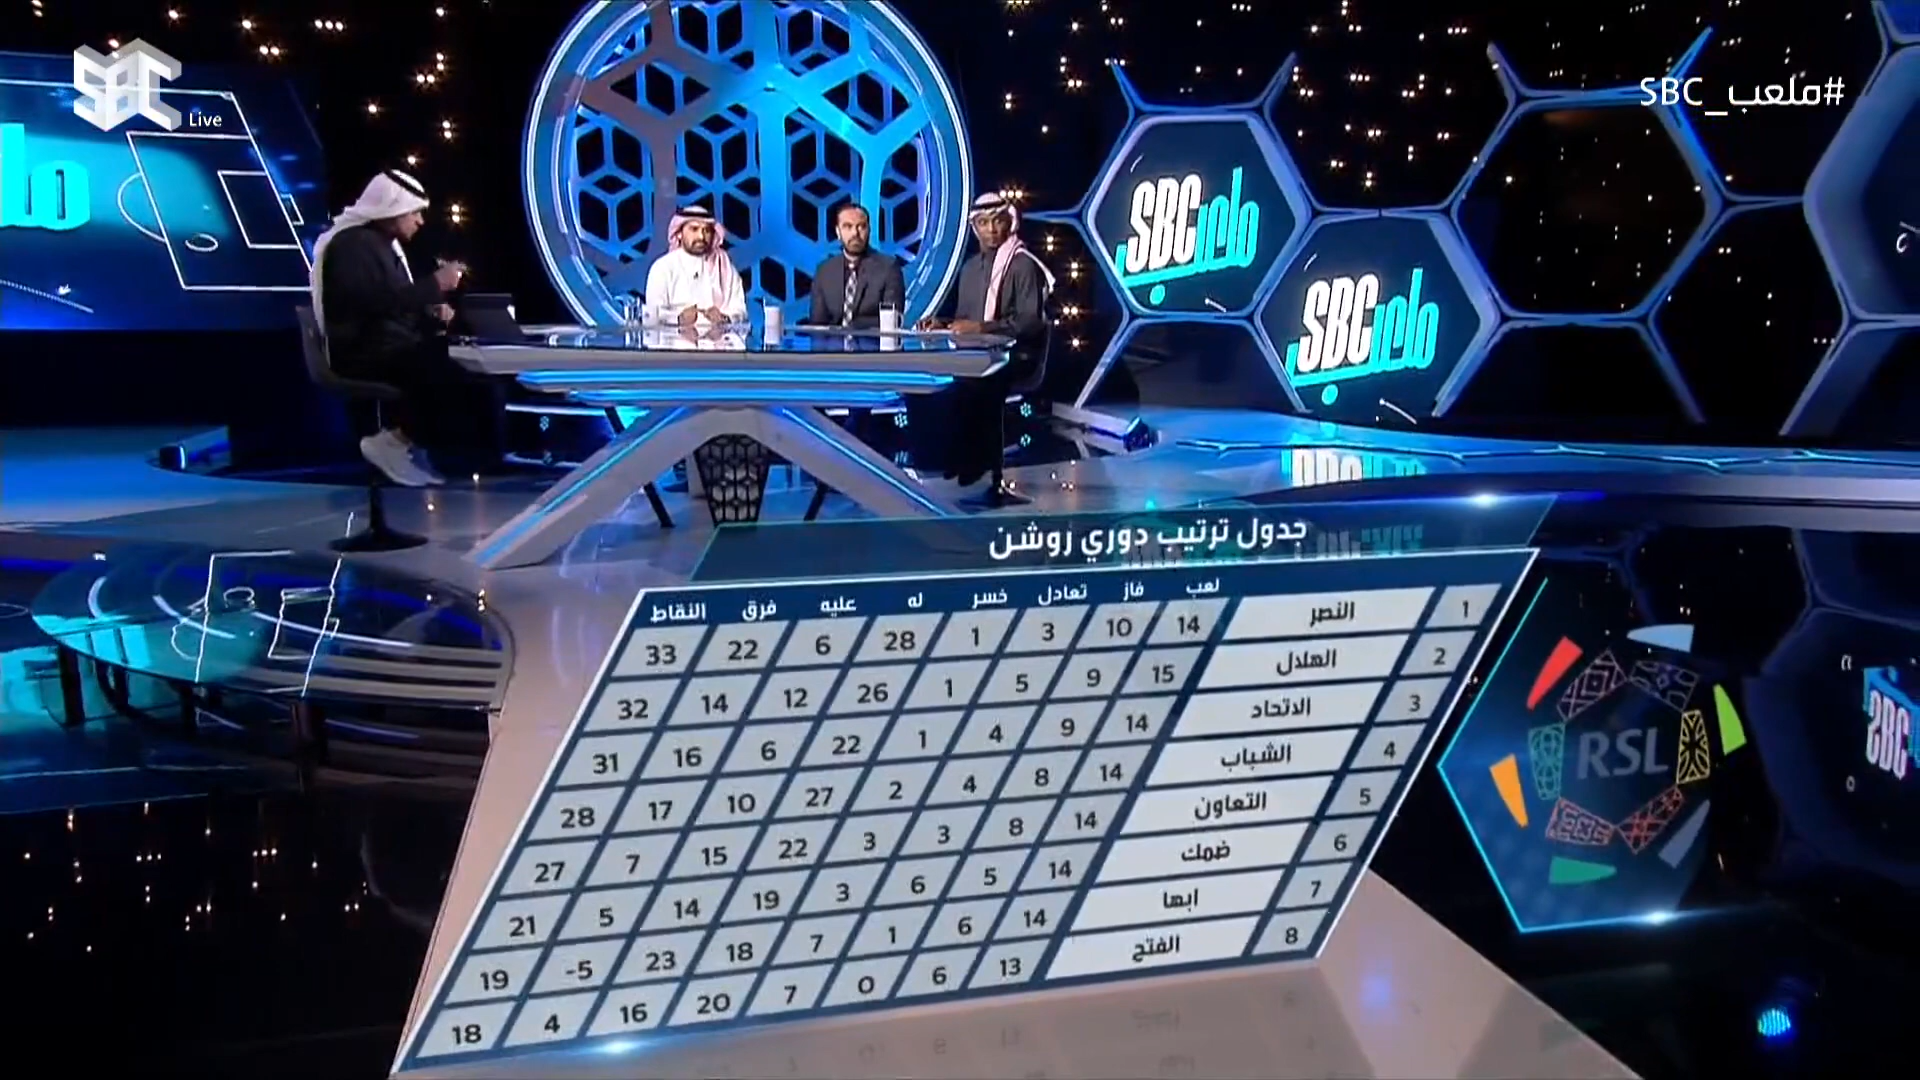 SBC
Live
#ملعب_SBC
ملعب SBC
ملعب SBC
جدول ترتيب دوري روشن
لعب فاز تعادل خسر له عليه فرق النقاط
1 النصر 14 10 3 1 28 6 22 33
2 الهلال 15 9 5 1 26 12 14 32
3 الاتحاد 14 9 4 1 22 6 16 31
4 الشباب 14 8 4 2 27 10 17 28
5 التعاون 14 8 3 3 22 15 7 27
6 ضمك 14 5 6 3 19 14 5 21
7 ابها 14 6 1 7 18 23 -5 19
8 الفتح 13 6 0 7 20 16 4 18
RSL
SBC